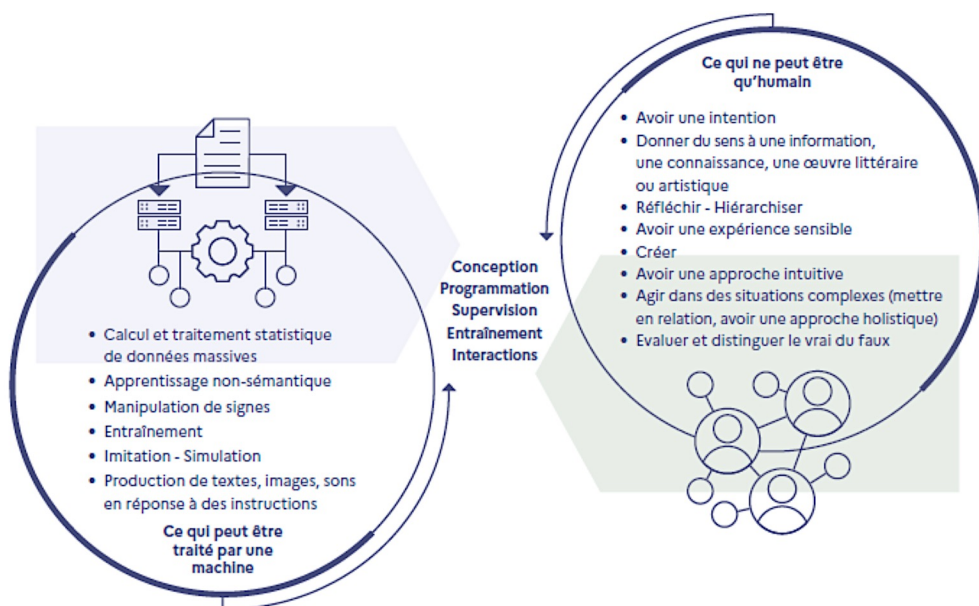 Ce qui ne peut être
qu'humain
• Avoir une intention
• Donner du sens à une information,
une connaissance, une œuvre littéraire
ou artistique
• Réfléchir - Hiérarchiser
• Avoir une expérience sensible
• Créer
• Avoir une approche intuitive
• Agir dans des situations complexes (mettre
en relation, avoir une approche holistique)
• Evaluer et distinguer le vrai du faux
Conception
Programmation
Supervision
Entraînement
Interactions
• Calcul et traitement statistique
de données massives
• Apprentissage non-sémantique
• Manipulation de signes
• Entraînement
• Imitation - Simulation
• Production de textes, images, sons
en réponse à des instructions
Ce qui peut être
traité par une
machine